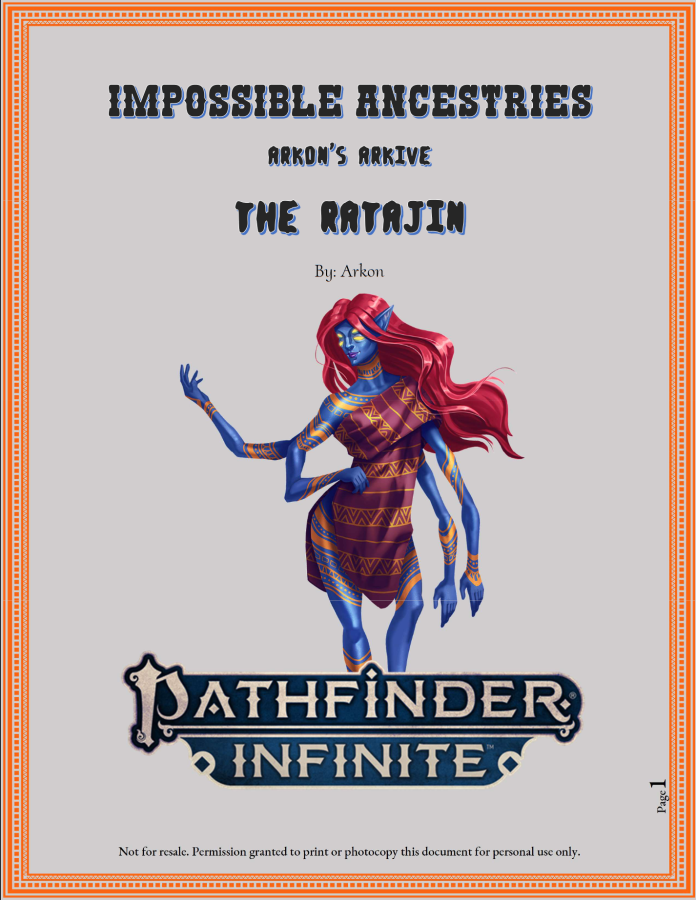 IMPOSSIBLE ANCESTRIES
ARKON'S ARKIVE
THE RATAJIN
By: Arkon
PATHFINDER®
INFINITE™
Page 1
Not for resale. Permission granted to print or photocopy this document for personal use only.